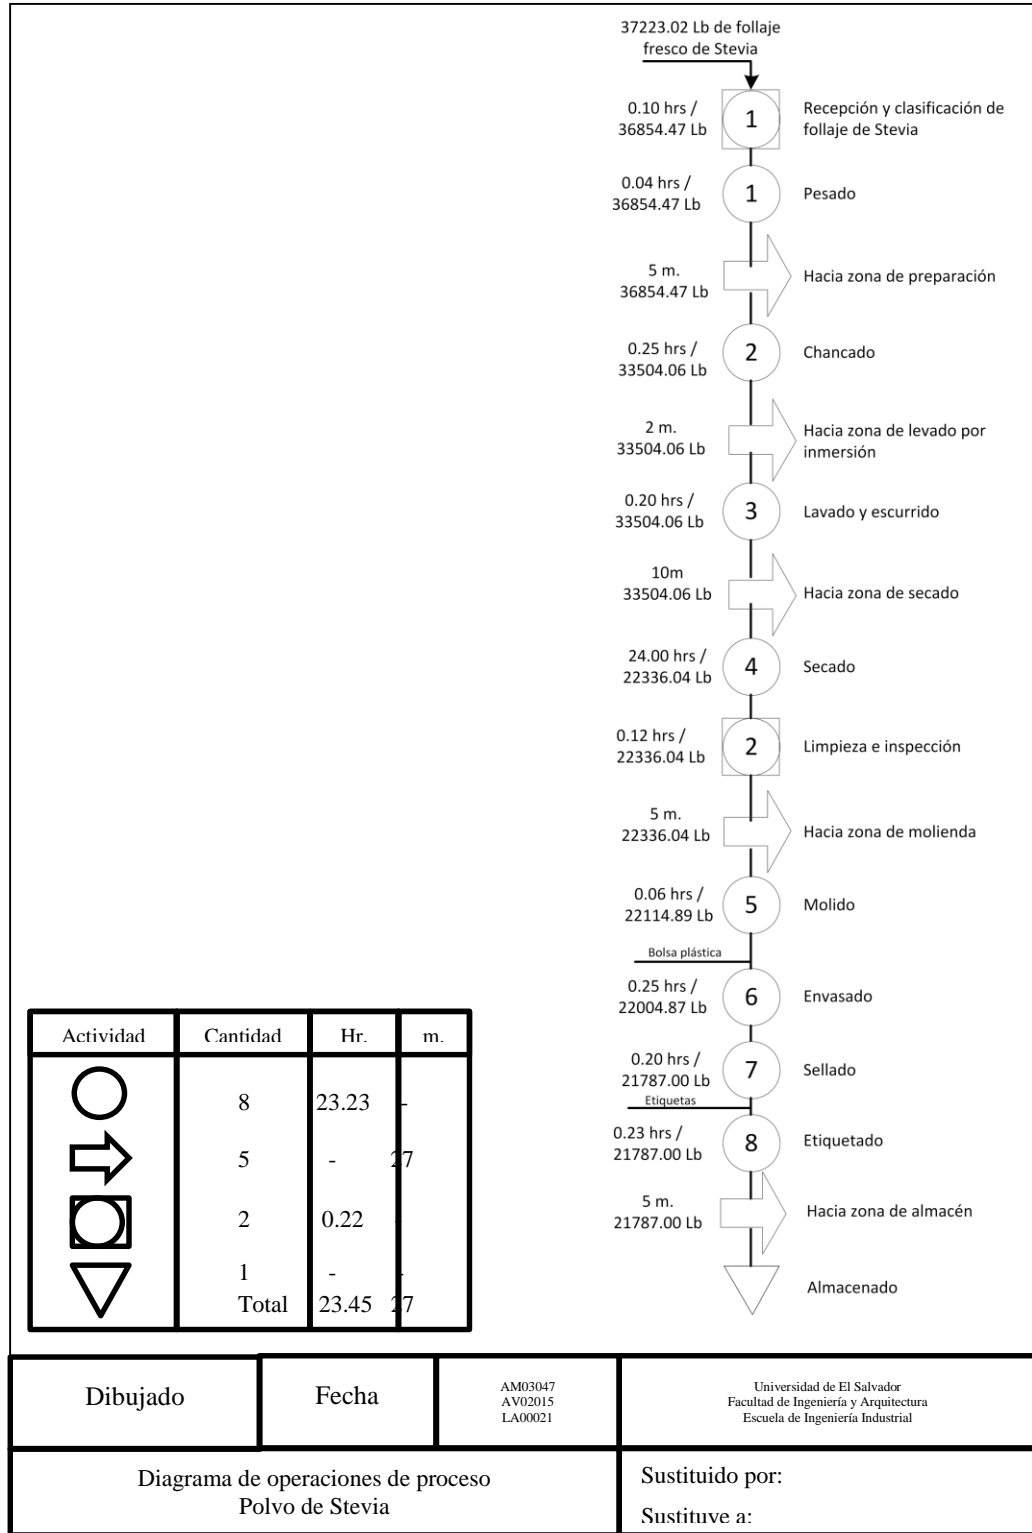 37223.02 Lb de follaje
fresco de Stevia
0.10 hrs /
36854.47 Lb
1
Recepción y clasificación de
follaje de Stevia
0.04 hrs /
36854.47 Lb
1
Pesado
5 m.
36854.47 Lb
Hacia zona de preparación
0.25 hrs /
33504.06 Lb
2
Chancado
2 m.
33504.06 Lb
Hacia zona de levado por
inmersión
0.20 hrs /
33504.06 Lb
3
Lavado y escurrido
10m
33504.06 Lb
Hacia zona de secado
24.00 hrs /
22336.04 Lb
4
Secado
0.12 hrs /
22336.04 Lb
2
Limpieza e inspección
5 m.
22336.04 Lb
Hacia zona de molienda
0.06 hrs /
22114.89 Lb
5
Molido
Bolsa plástica
0.25 hrs /
22004.87 Lb
6
Envasado
0.20 hrs /
21787.00 Lb
7
Sellado
Etiquetas
0.23 hrs /
21787.00 Lb
8
Etiquetado
5 m.
21787.00 Lb
Hacia zona de almacén
Almacenado
Actividad Cantidad Hr. m.
8 23.23 -
5 - 27
2 0.22 -
1 - -
Total 23.45 27
Dibujado
Fecha
AM03047
AV02015
LA00021
Universidad de El Salvador
Facultad de Ingeniería y Arquitectura
Escuela de Ingeniería Industrial
Diagrama de operaciones de proceso
Polvo de Stevia
Sustituido por:
Sustituye a: